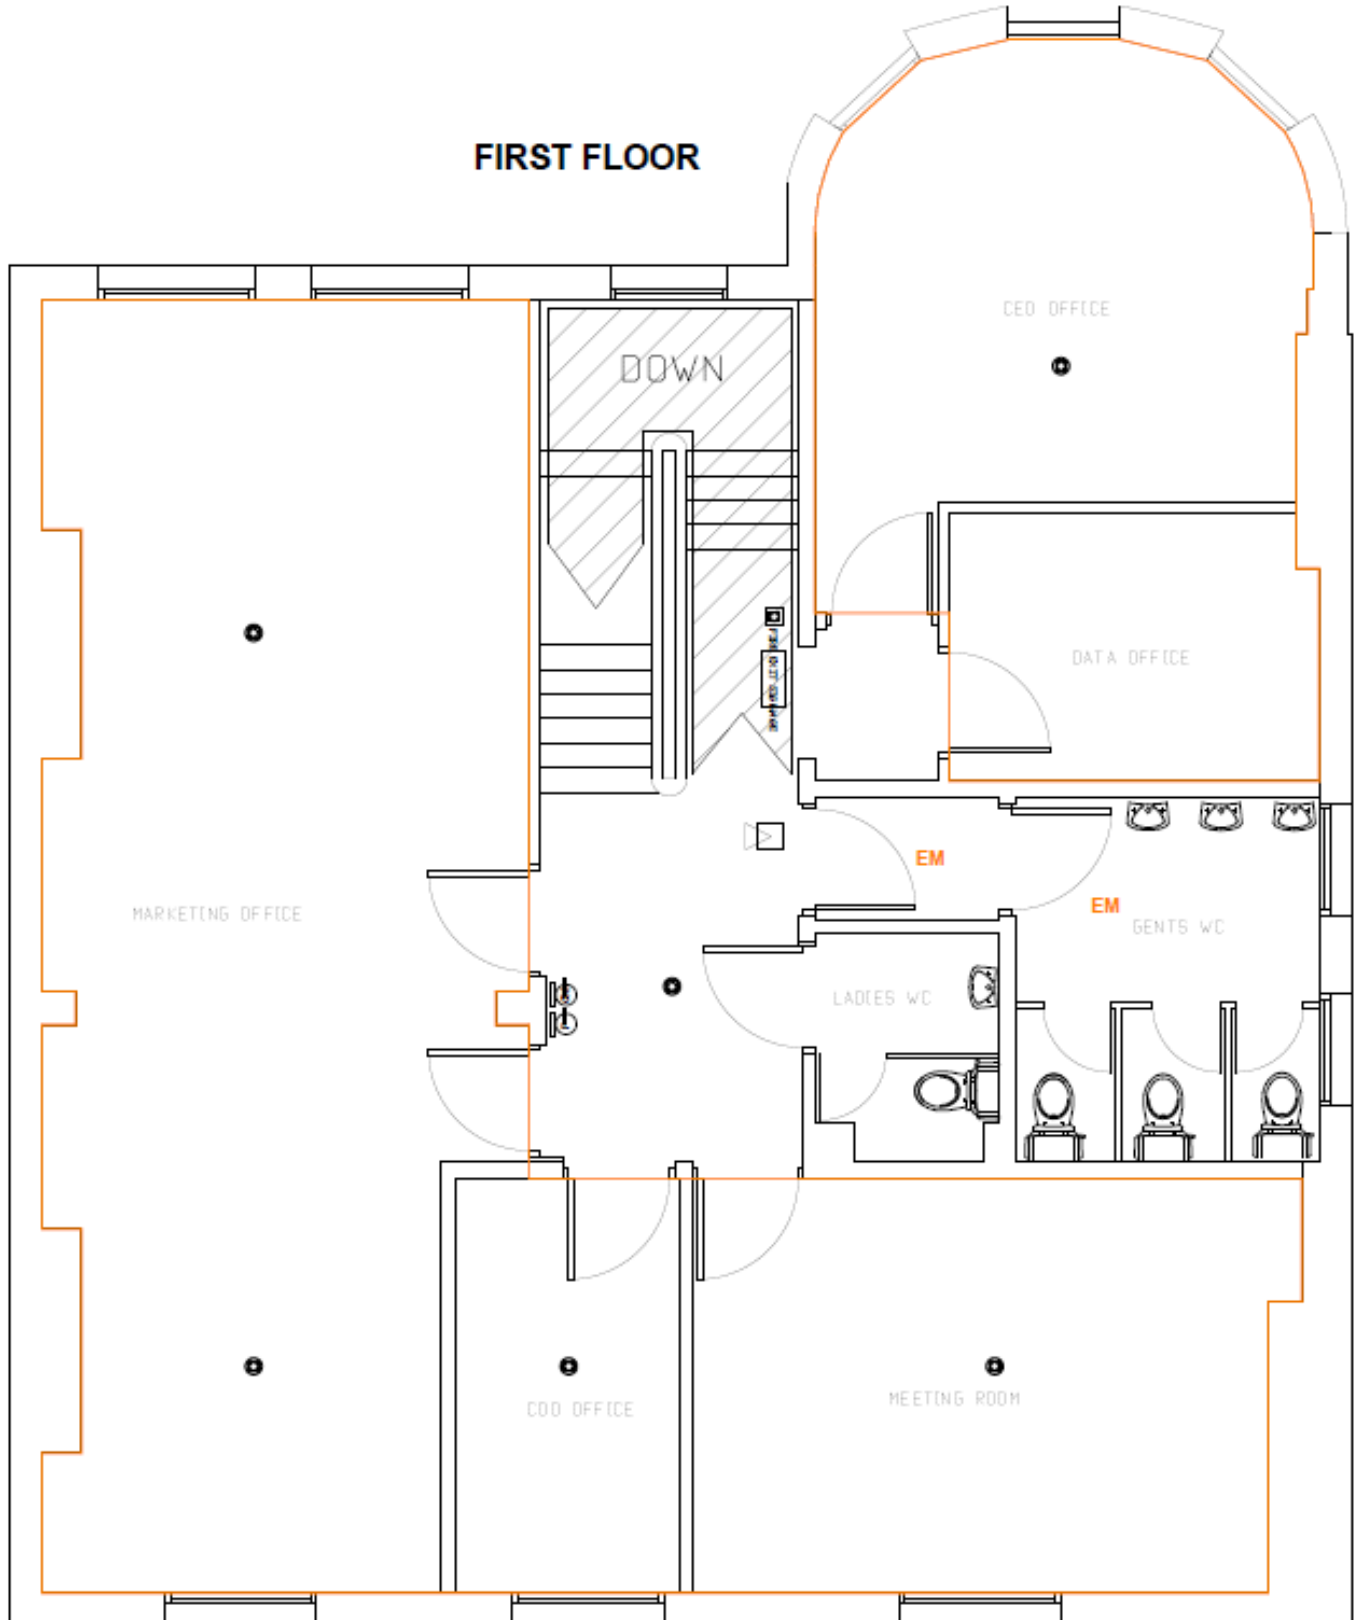 FIRST FLOOR
CEO OFFICE
DOWN
DATA OFFICE
EM
EM
MARKETING OFFICE
GENTS WC
LADIES WC
MEETING ROOM
COO OFFICE